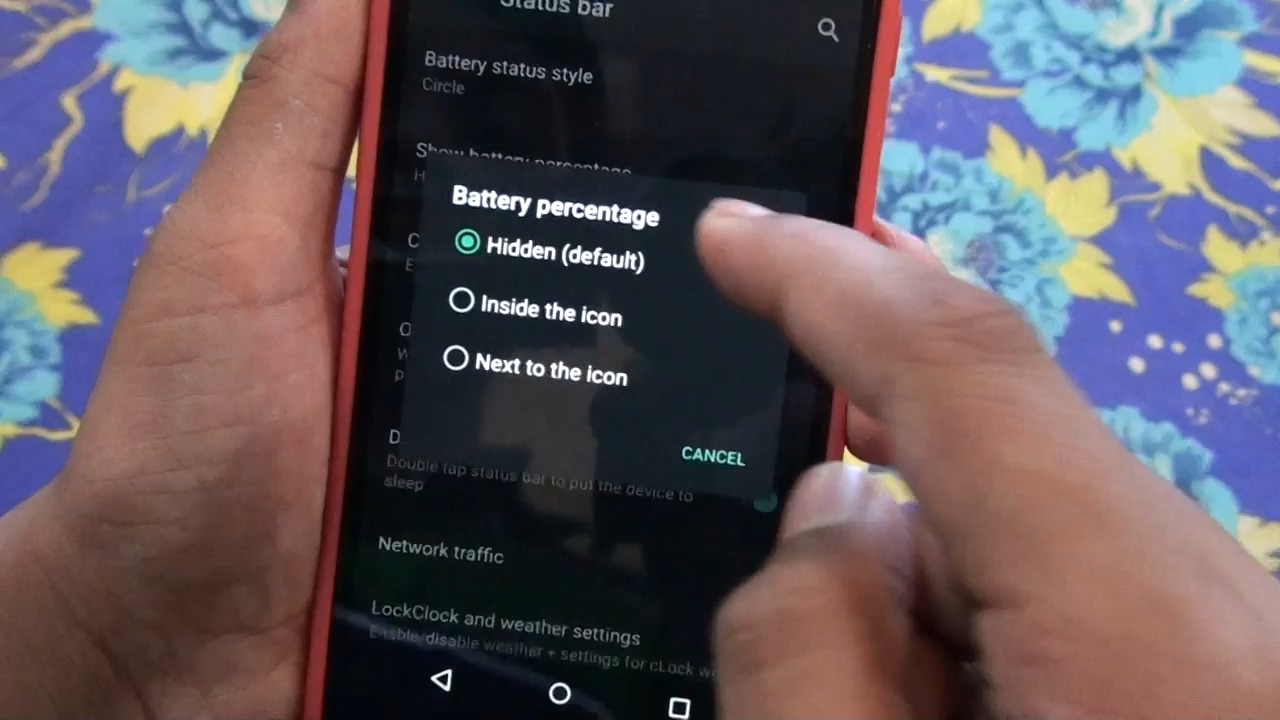 Status bar
Battery status style
Circle
Show battery percentage
Battery percentage
Hidden (default)
Inside the icon
Next to the icon
CANCEL
Double tap status bar to put the device to
sleep
Network traffic
LockClock and weather settings
Enable/disable weather + settings for cLock